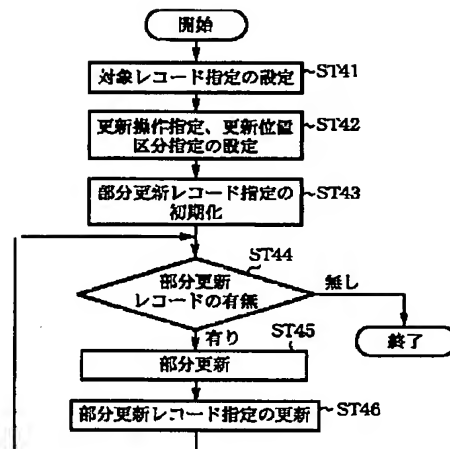 開始
対象レコード指定の設定
ST41
更新操作指定、更新位置
区分指定の設定
ST42
部分更新レコード指定の
初期化
ST43
ST44
部分更新
レコードの有無
無し
終了
有り
ST45
部分更新
部分更新レコード指定の更新
ST46